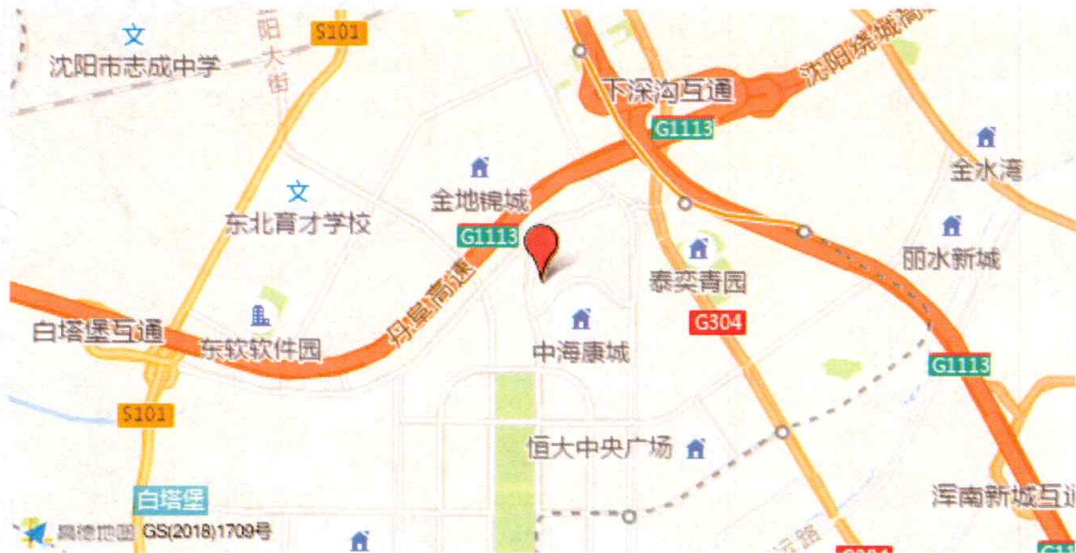 S101
阳大街
沈阳市志成中学
下深沟互通
沈阳绕城高
G1113
金水湾
金地锦城
东北育才学校
G1113
丽水新城
泰奕青园
丹阜高速
G304
白塔堡互通
东软软件园
中海康城
G1113
S101
恒大中央广场
白塔堡
浑南新城互通
高德地图 GS(2018)1709号
运路
G304